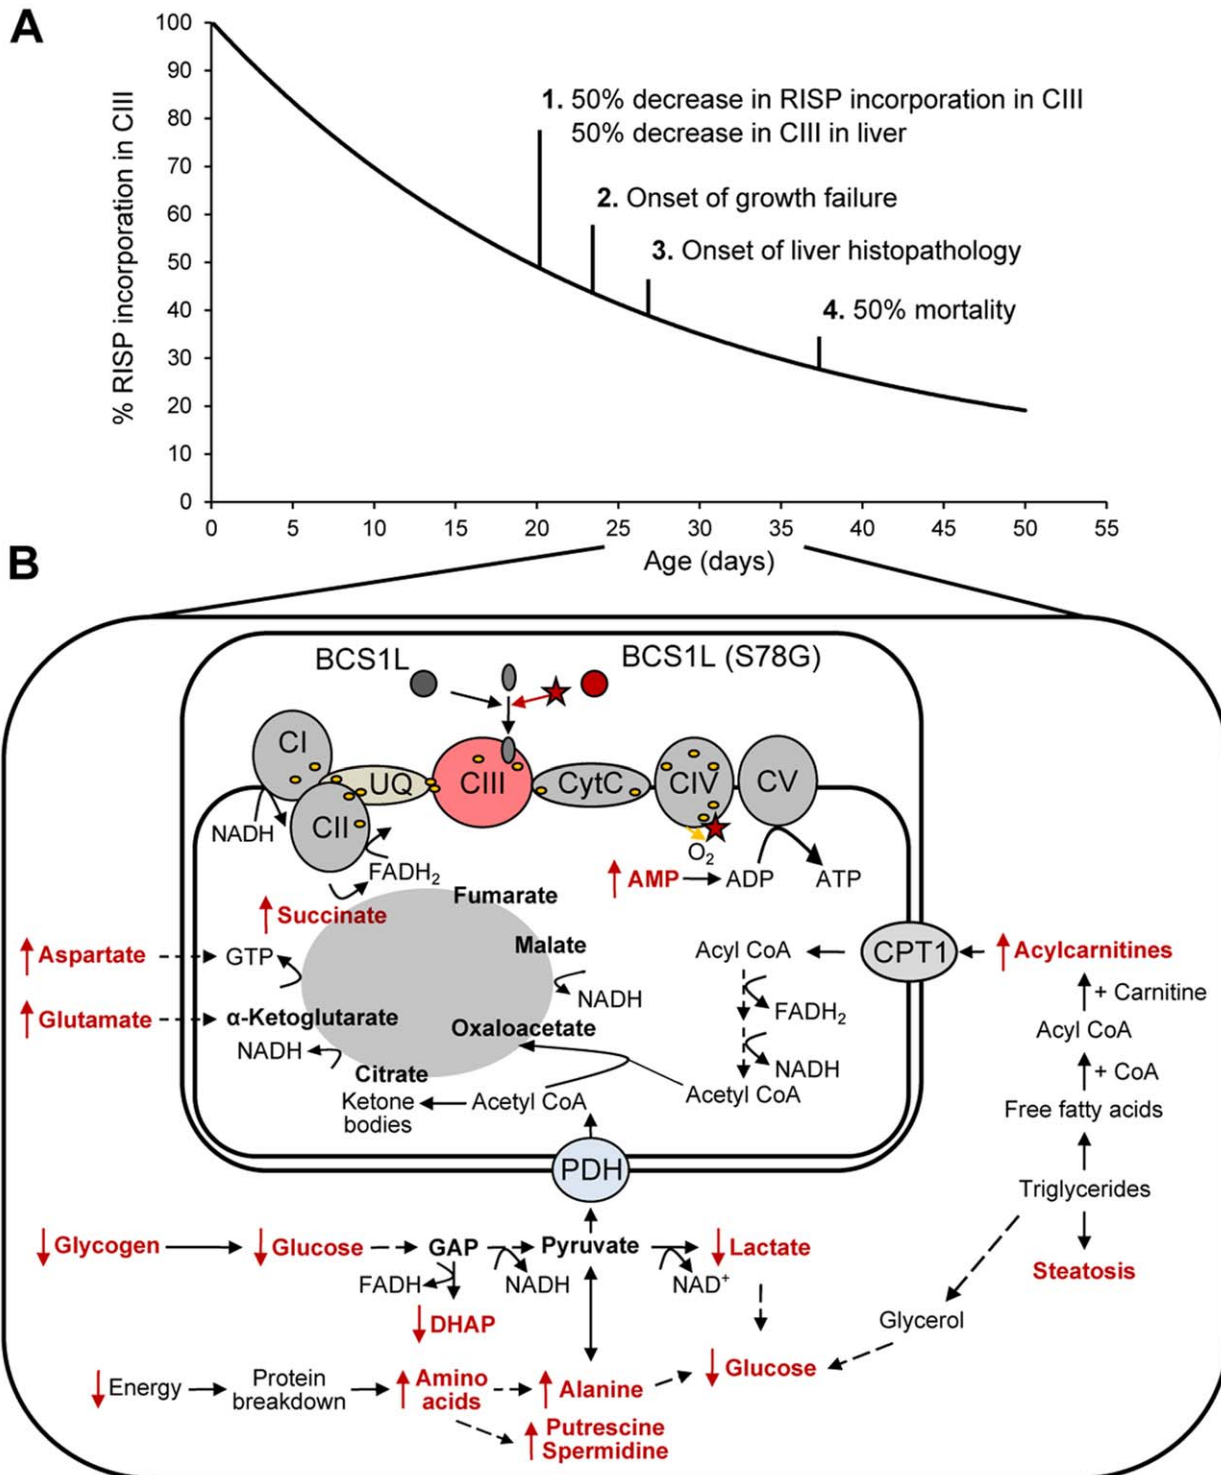 A
% RISP incorporation in CIII
100
90
80
70
60
50
40
30
20
10
0
1. 50% decrease in RISP incorporation in CIII
50% decrease in CIII in liver
2. Onset of growth failure
3. Onset of liver histopathology
4. 50% mortality
0 5 10 15 20 25 30 35 40 45 50 55
Age (days)
B
BCS1L
BCS1L (S78G)
CI
UQ
CIII
CytC
CIV
CV
CII
NADH
O2
FADH2
AMP
ADP
ATP
Succinate
Fumarate
Aspartate
GTP
Malate
Acyl CoA
CPT1
Acylcarnitines
NADH
+ Carnitine
FADH2
Glutamate
α-Ketoglutarate
Oxaloacetate
Acyl CoA
NADH
NADH
+ CoA
Citrate
Ketone
bodies
Acetyl CoA
Acetyl CoA
Free fatty acids
PDH
Triglycerides
Glycogen
Glucose
GAP
Pyruvate
Lactate
Steatosis
FADH
NADH
NAD+
DHAP
Glycerol
Energy
Protein
breakdown
Amino
acids
Alanine
Glucose
Putrescine
Spermidine